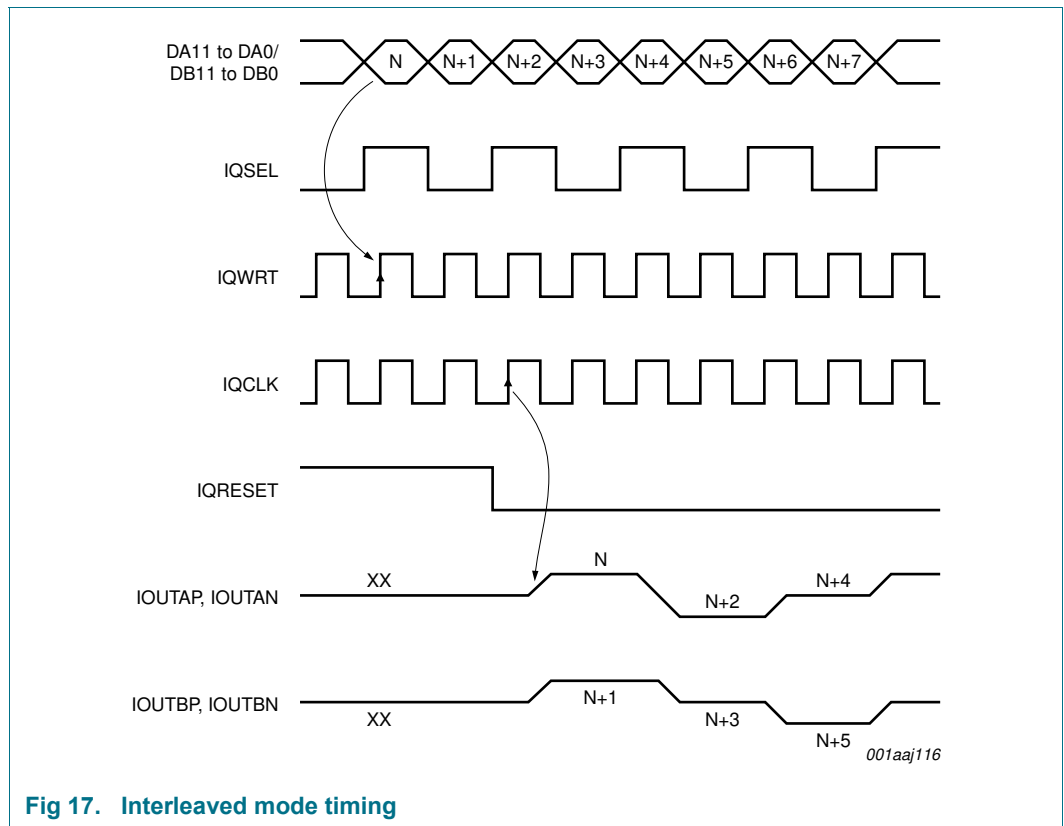 DA11 to DA0/
DB11 to DB0
N N+1 N+2 N+3 N+4 N+5 N+6 N+7
IQSEL
IQWRT
IQCLK
IQRESET
IOUTAP, IOUTAN
XX
N
N+2
N+4
IOUTBP, IOUTBN
XX
N+1
N+3
N+5
001aaj116
Fig 17. Interleaved mode timing